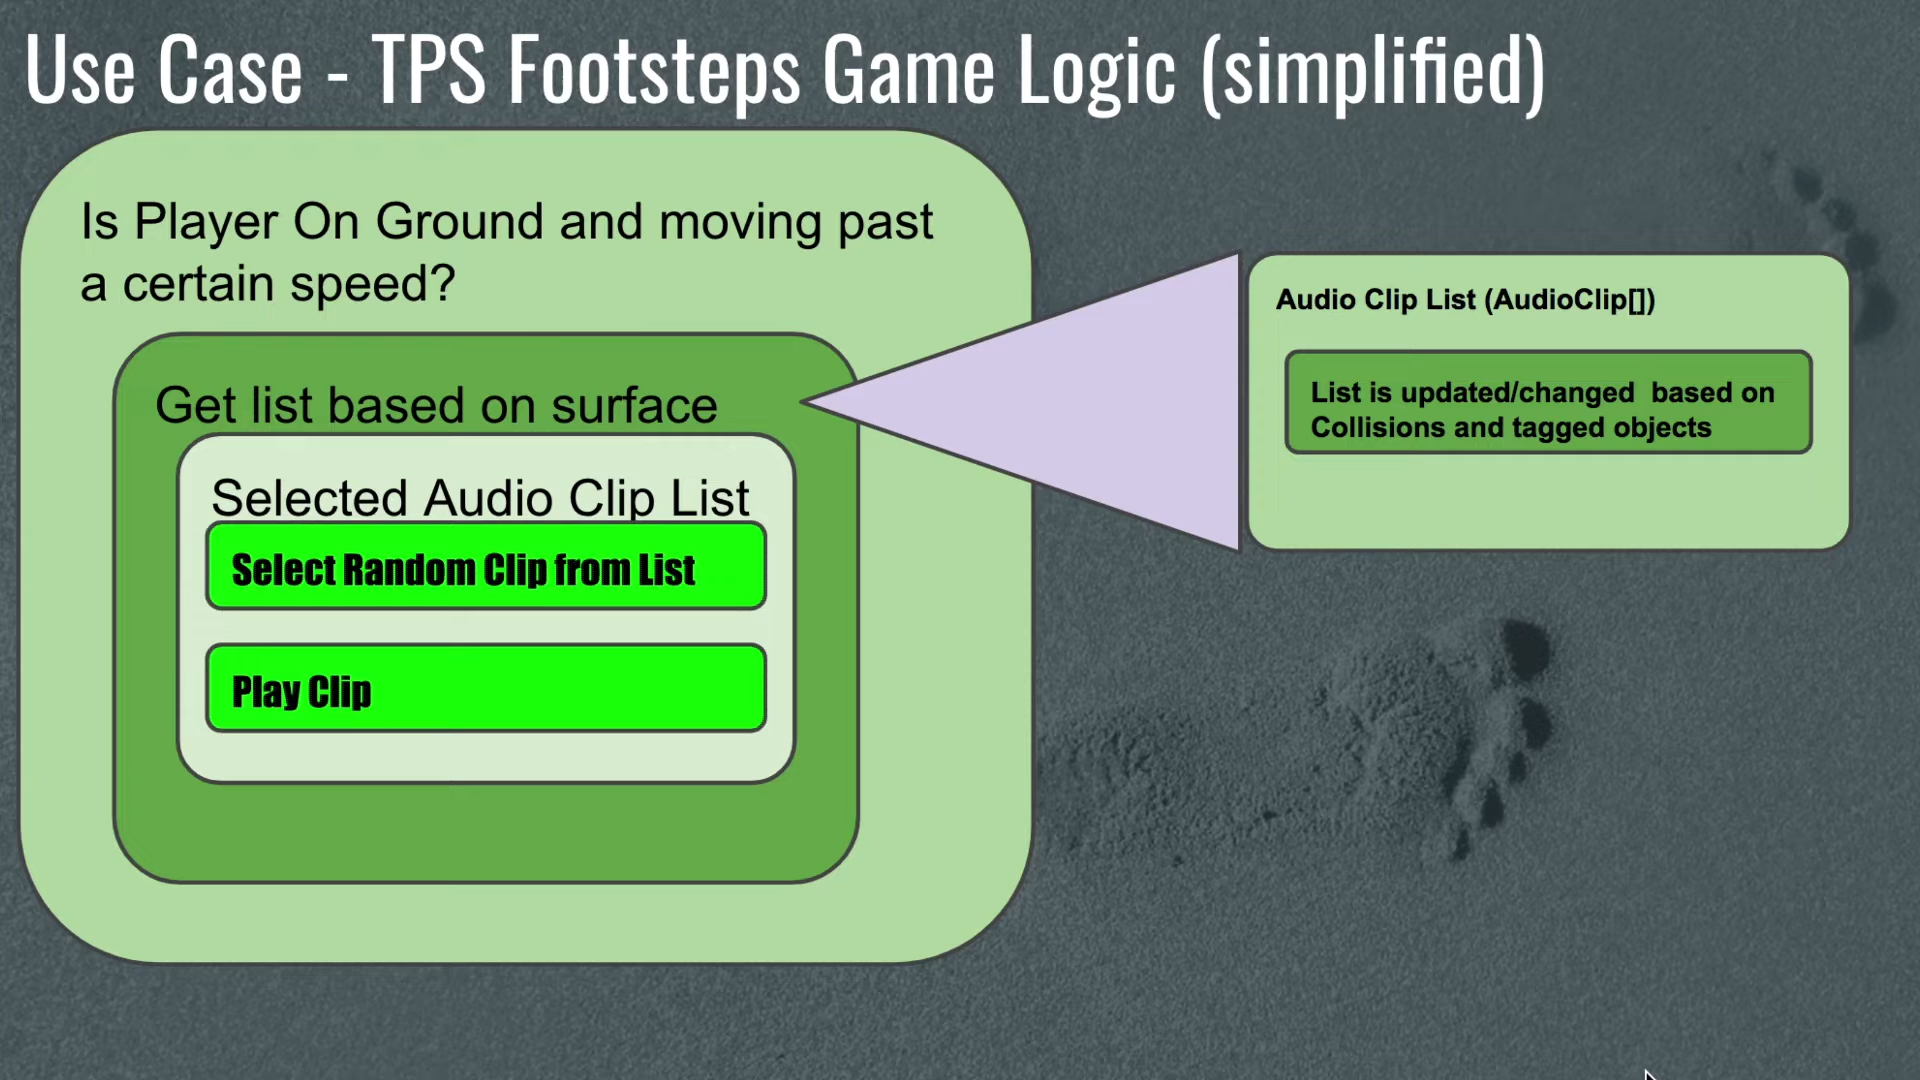 Use Case - TPS Footsteps Game Logic (simplified)
Is Player On Ground and moving past
a certain speed?
Get list based on surface
Selected Audio Clip List
Select Random Clip from List
Play Clip
Audio Clip List (AudioClip[])
List is updated/changed  based on
Collisions and tagged objects